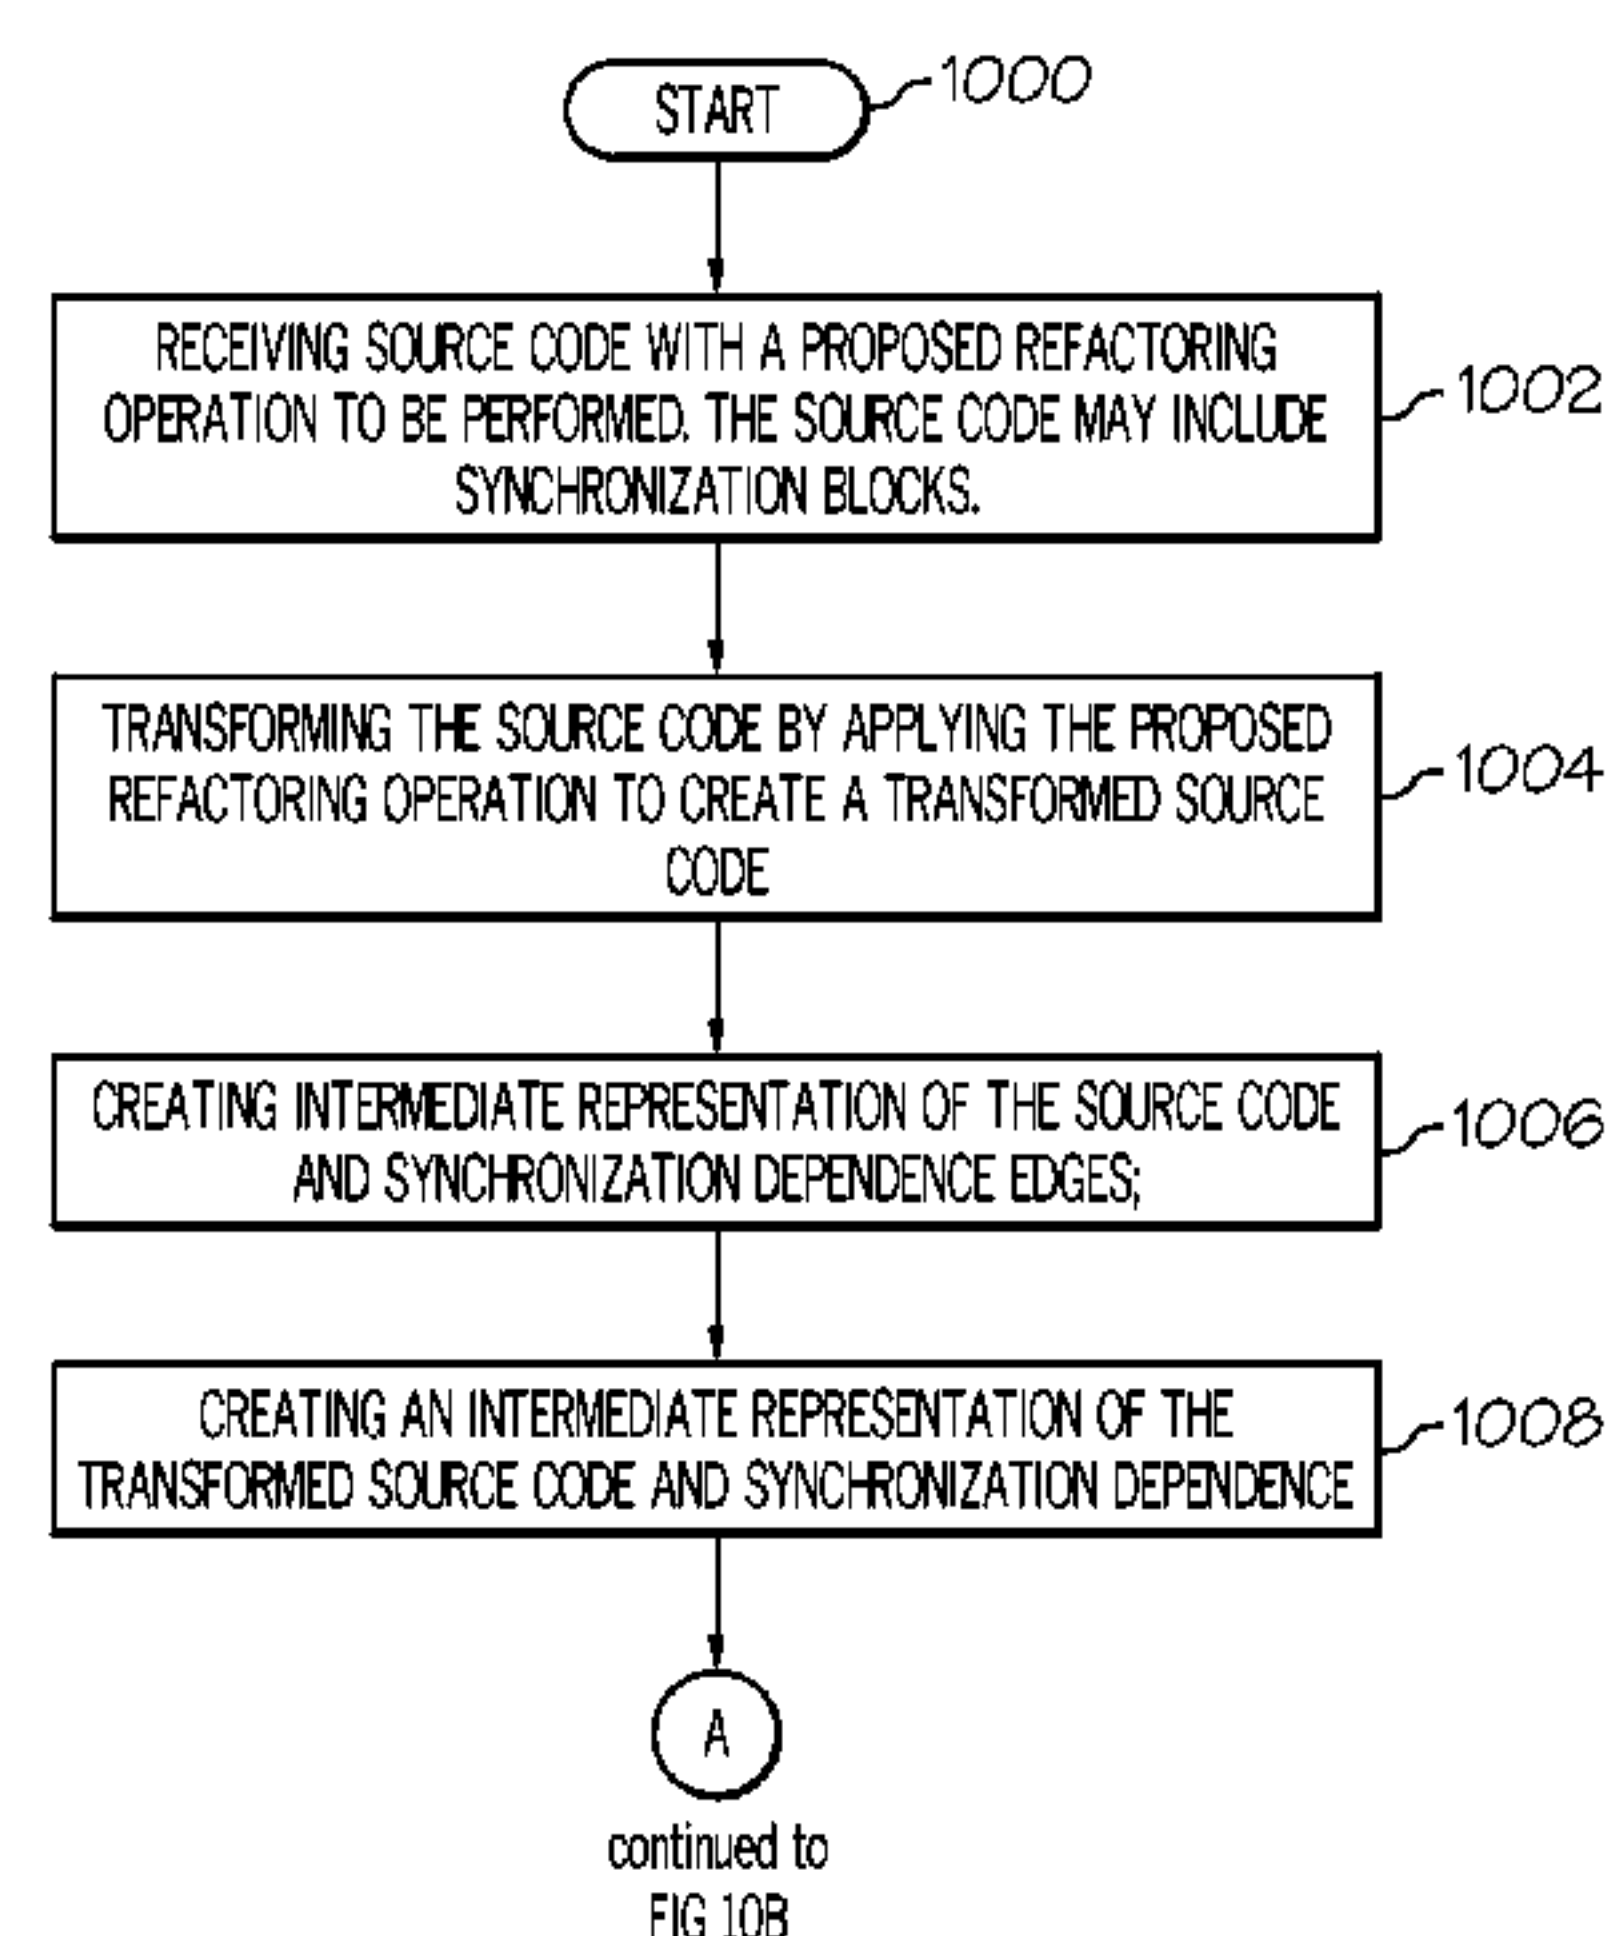 START
1000
RECEIVING SOURCE CODE WITH A PROPOSED REFACTORING
OPERATION TO BE PERFORMED. THE SOURCE CODE MAY INCLUDE
SYNCHRONIZATION BLOCKS.
1002
TRANSFORMING THE SOURCE CODE BY APPLYING THE PROPOSED
REFACTORING OPERATION TO CREATE A TRANSFORMED SOURCE
CODE
1004
CREATING INTERMEDIATE REPRESENTATION OF THE SOURCE CODE
AND SYNCHRONIZATION DEPENDENCE EDGES;
1006
CREATING AN INTERMEDIATE REPRESENTATION OF THE
TRANSFORMED SOURCE CODE AND SYNCHRONIZATION DEPENDENCE
1008
A
continued to
FIG 10B